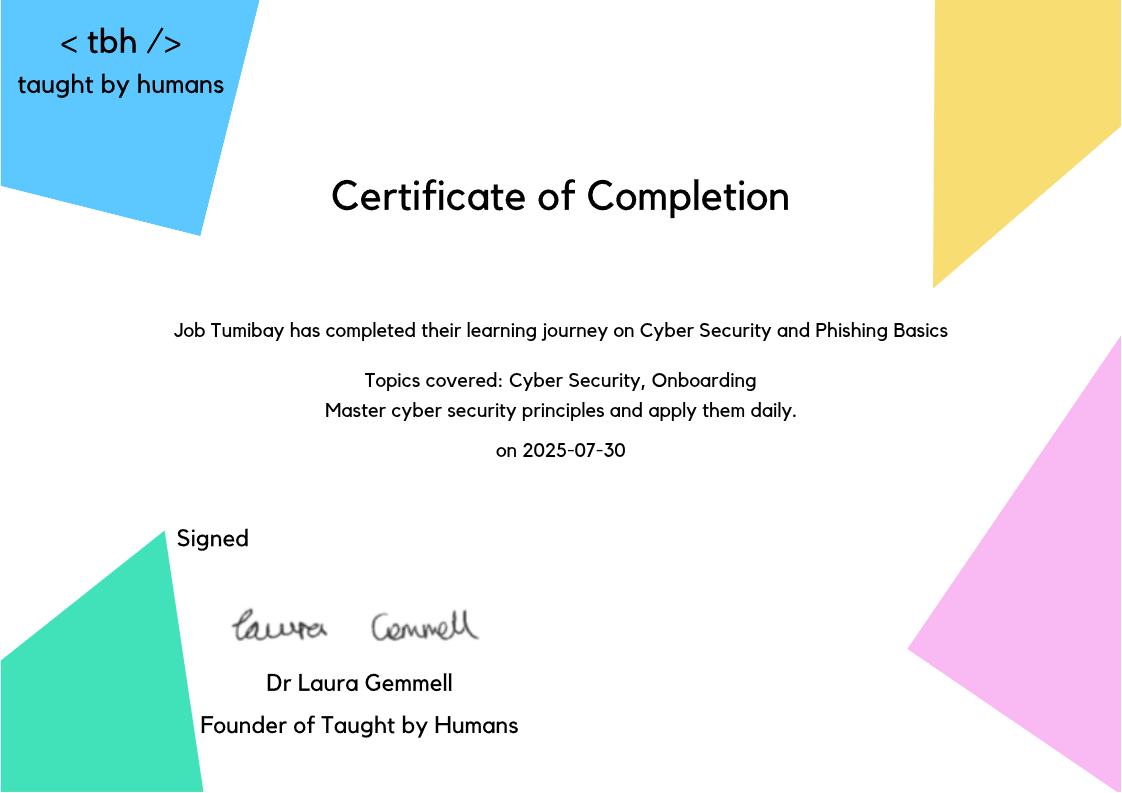 < tbh />
taught by humans
Certificate of Completion
Job Tumibay has completed their learning journey on Cyber Security and Phishing Basics
Topics covered: Cyber Security, Onboarding
Master cyber security principles and apply them daily.
on 2025-07-30
Signed
Laura Gemmell
Dr Laura Gemmell
Founder of Taught by Humans